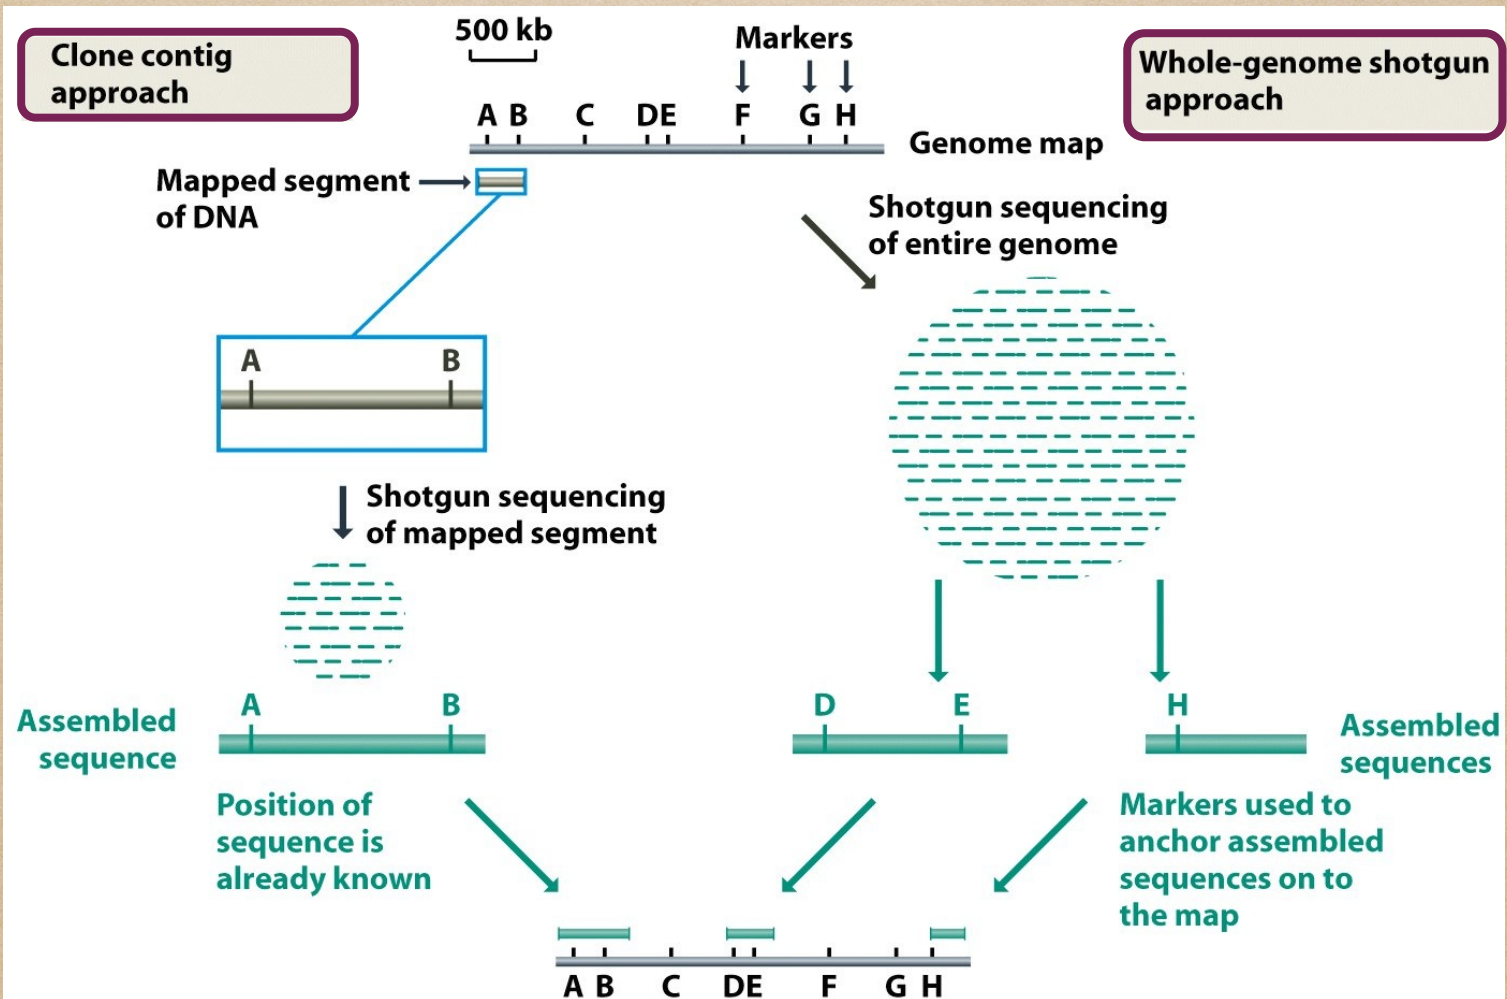 Clone contig
approach
500 kb
Markers
Whole-genome shotgun
approach
A B C D E F G H
Genome map
Mapped segment
of DNA
Shotgun sequencing
of entire genome
A B
Shotgun sequencing
of mapped segment
Assembled
sequence
A B
D E
H
Assembled
sequences
Position of
sequence is
already known
Markers used to
anchor assembled
sequences on to
the map
A B C D E F G H